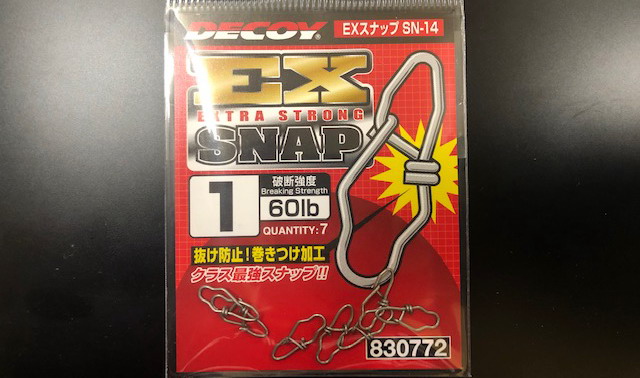 DECOY
EXスナップ SN-14
EX
EXTRA STRONG
SNAP
1
破断強度
Breaking Strength
60lb
QUANTITY: 7
抜け防止!巻きつけ加工
クラス最強スナップ!!
830772